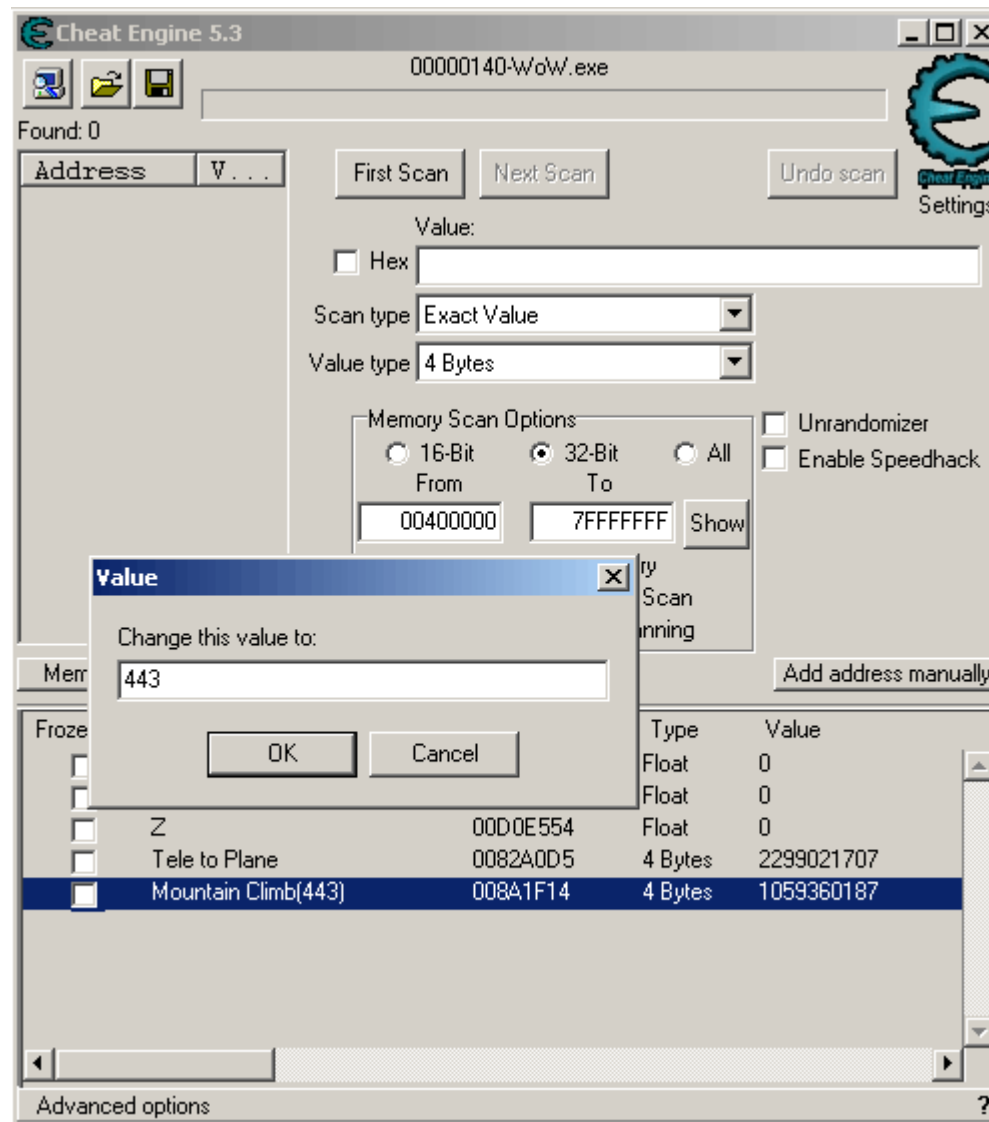 Cheat Engine 5.3
00000140-WoW.exe
Found: 0
Address V...
First Scan Next Scan Undo scan
Cheat Engine
Settings
Value:
Hex
Scan type Exact Value
Value type 4 Bytes
Memory Scan Options
16-Bit 32-Bit All
Unrandomizer
Enable Speedhack
From To
00400000 7FFFFFFF Show
ry
Scan
nning
Value
Change this value to:
443
OK Cancel
Mem Add address manually
Froze Type Value
Float 0
Float 0
Z 00D0E554 Float 0
Tele to Plane 0082A0D5 4 Bytes 2299021707
Mountain Climb(443) 008A1F14 4 Bytes 1059360187
Advanced options ?